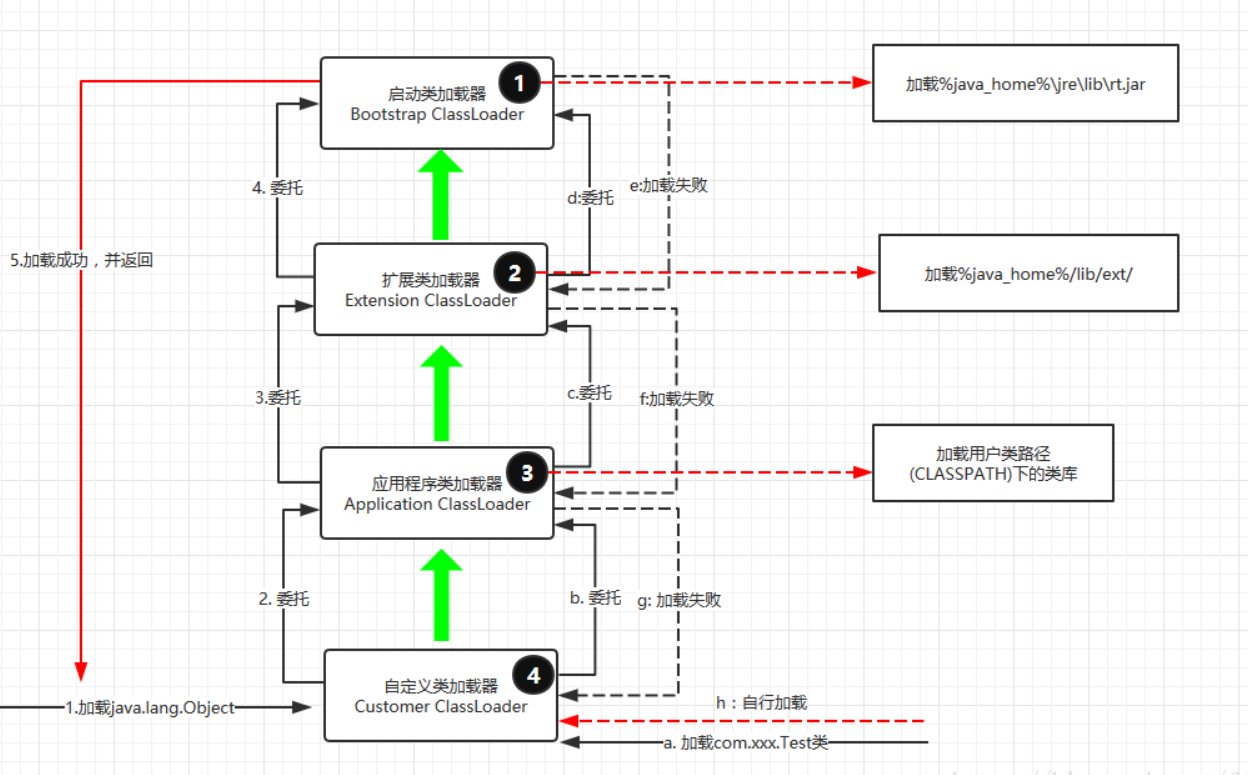 启动类加载器
Bootstrap ClassLoader
1
加载%java_home%\jre\lib\rt.jar
4. 委托
d:委托
e:加载失败
5.加载成功，并返回
扩展类加载器
Extension ClassLoader
2
加载%java_home%/lib/ext/
3.委托
c.委托
f:加载失败
应用程序类加载器
Application ClassLoader
3
加载用户类路径
(CLASSPATH)下的类库
2. 委托
b. 委托
g: 加载失败
自定义类加载器
Customer ClassLoader
4
h：自行加载
1.加载java.lang.Object
a. 加载com.xxx.Test类